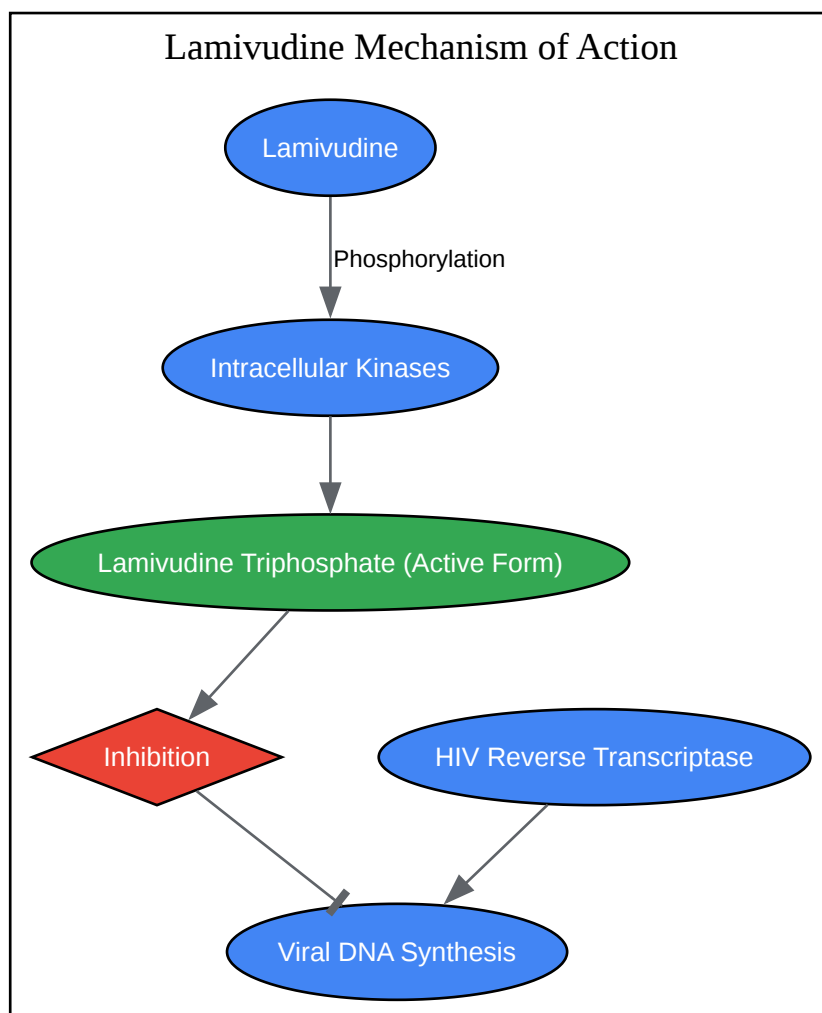 Lamivudine Mechanism of Action
Lamivudine
Phosphorylation
Intracellular Kinases
Lamivudine Triphosphate (Active Form)
Inhibition
HIV Reverse Transcriptase
Viral DNA Synthesis